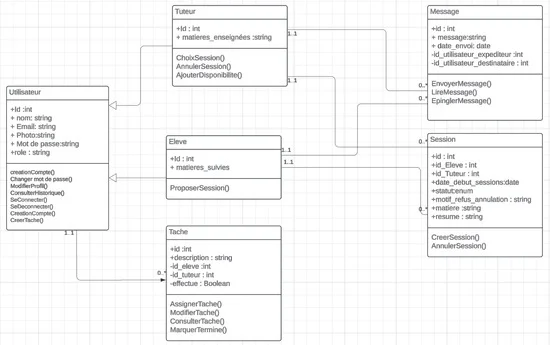 Tuteur
+Id : int
+ matieres_enseignées :string
ChoixSession()
AnnulerSession()
AjouterDisponibilite()
1..1
1..1
Message
+id : int
+ message:string
+ date_envoi: date
-id_utilisateur_expediteur :int
-id_utilisateur_destinataire : int
EnvoyerMessage()
LireMessage()
EpinglerMessage()
0..*
0..*
Utilisateur
+Id :int
+ nom: string
+ Email: string
+ Photo:string
+ Mot de passe:string
+role : string
creationCompte()
Changer mot de passe()
ModifierProfil()
ConsulterHistorique()
SeConnecter()
SeDeconnecter()
CreationCompte()
CreerTache()
1..1
Eleve
+Id : int
+ matieres_suivies
ProposerSession()
1..1
1..1
Session
+id : int
+id_Eleve : int
+id_Tuteur : int
+date_debut_sessions:date
+statut:enum
+motif_refus_annulation : string
+matiere :string
+resume : string
CreerSession()
AnnulerSession()
0..*
0..*
Tache
+id :int
+description : string
-id_eleve :int
-id_tuteur : int
-effectue : Boolean
AssignerTache()
ModifierTache()
ConsulterTache()
MarquerTermine()
0..*